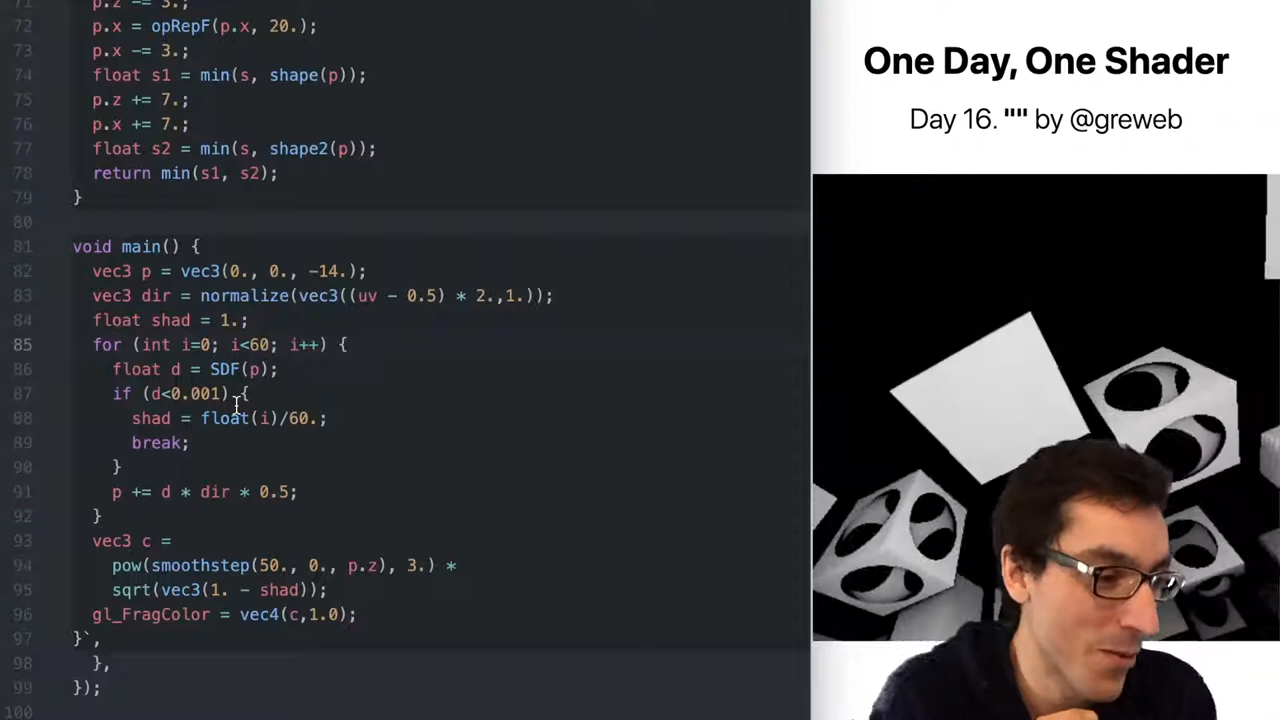 71 p.z -= 3.;
72 p.x = opRepF(p.x, 20.);
73 p.x -= 3.;
74 float s1 = min(s, shape(p));
75 p.z += 7.;
76 p.x += 7.;
77 float s2 = min(s, shape2(p));
78 return min(s1, s2);
79 }
80
81 void main() {
82 vec3 p = vec3(0., 0., -14.);
83 vec3 dir = normalize(vec3((uv - 0.5) * 2.,1.));
84 float shad = 1.;
85 for (int i=0; i<60; i++) {
86 float d = SDF(p);
87 if (d<0.001) {
88 shad = float(i)/60.;
89 break;
90 }
91 p += d * dir * 0.5;
92 }
93 vec3 c =
94 pow(smoothstep(50., 0., p.z), 3.) *
95 sqrt(vec3(1. - shad));
96 gl_FragColor = vec4(c,1.0);
97 }`,
98 },
99 });
100
One Day, One Shader
Day 16. "" by @greweb